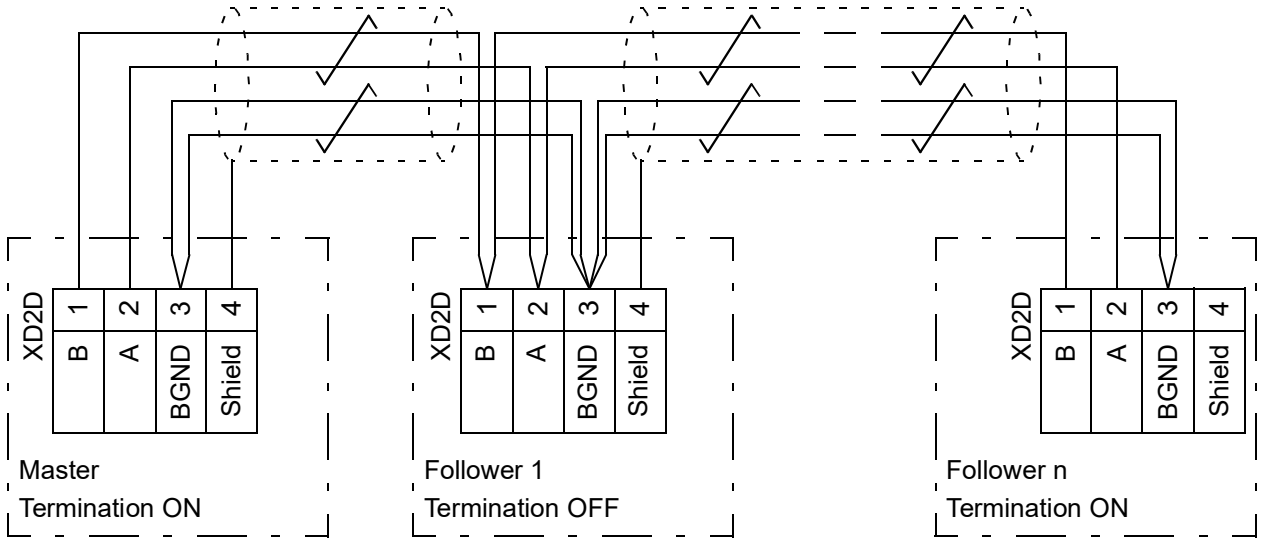 XD2D
1 2 3 4
B A BGND Shield
Master
Termination ON
XD2D
1 2 3 4
B A BGND Shield
Follower 1
Termination OFF
XD2D
1 2 3 4
B A BGND Shield
Follower n
Termination ON